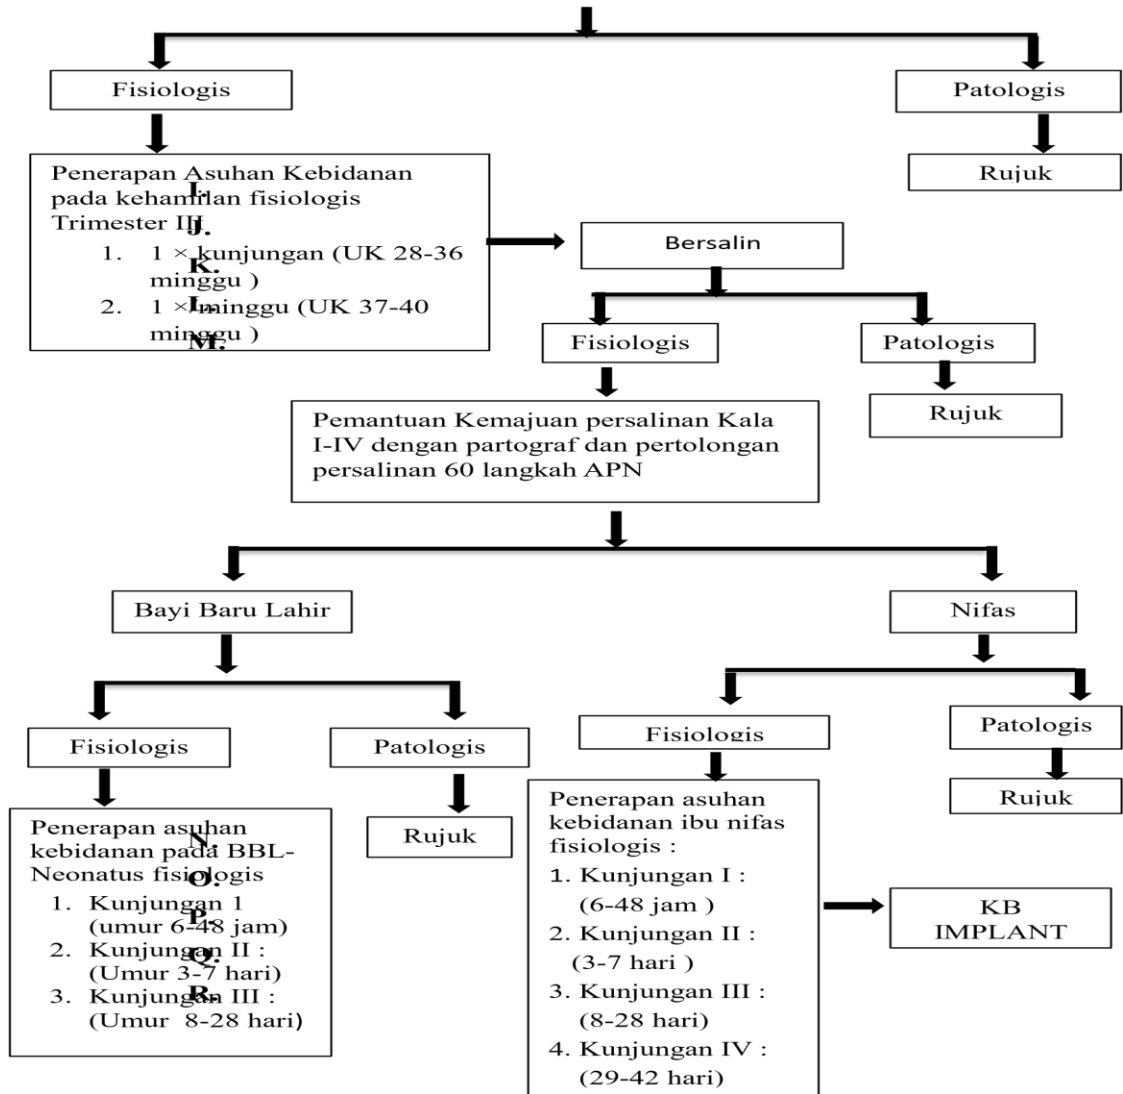 Fisiologis
Patologis
Rujuk
Penerapan Asuhan Kebidanan
pada kehamilan fisiologis
Trimester III
1. 1 × kunjungan (UK 28-36
minggu )
2. 1 × minggu (UK 37-40
minggu )
I.
J.
K.
L.
M.
Bersalin
Fisiologis
Patologis
Rujuk
Pemantuan Kemajuan persalinan Kala
I-IV dengan partograf dan pertolongan
persalinan 60 langkah APN
Bayi Baru Lahir
Nifas
Fisiologis
Patologis
Rujuk
Penerapan asuhan
kebidanan pada BBL-
Neonatus fisiologis
1. Kunjungan 1
(umur 6-48 jam)
2. Kunjungan II :
(Umur 3-7 hari)
3. Kunjungan III :
(Umur 8-28 hari)
N.
O.
P.
Q.
R.
Fisiologis
Patologis
Rujuk
Penerapan asuhan
kebidanan ibu nifas
fisiologis :
1. Kunjungan I :
(6-48 jam )
2. Kunjungan II :
(3-7 hari )
3. Kunjungan III :
(8-28 hari)
4. Kunjungan IV :
(29-42 hari)
KB
IMPLANT